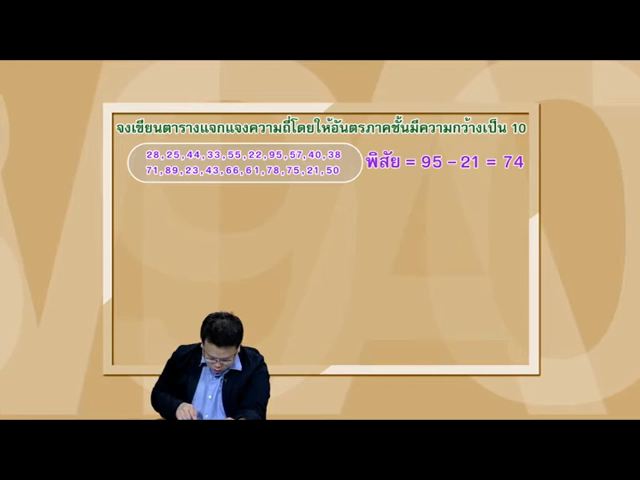 จงเขียนตารางแจกแจงความถี่โดยให้อันตรภาคชั้นมีความกว้างเป็น 10
28,25,44,33,55,22,95,57,40,38
71,89,23,43,66,61,78,75,21,50
พิสัย = 95 – 21 = 74